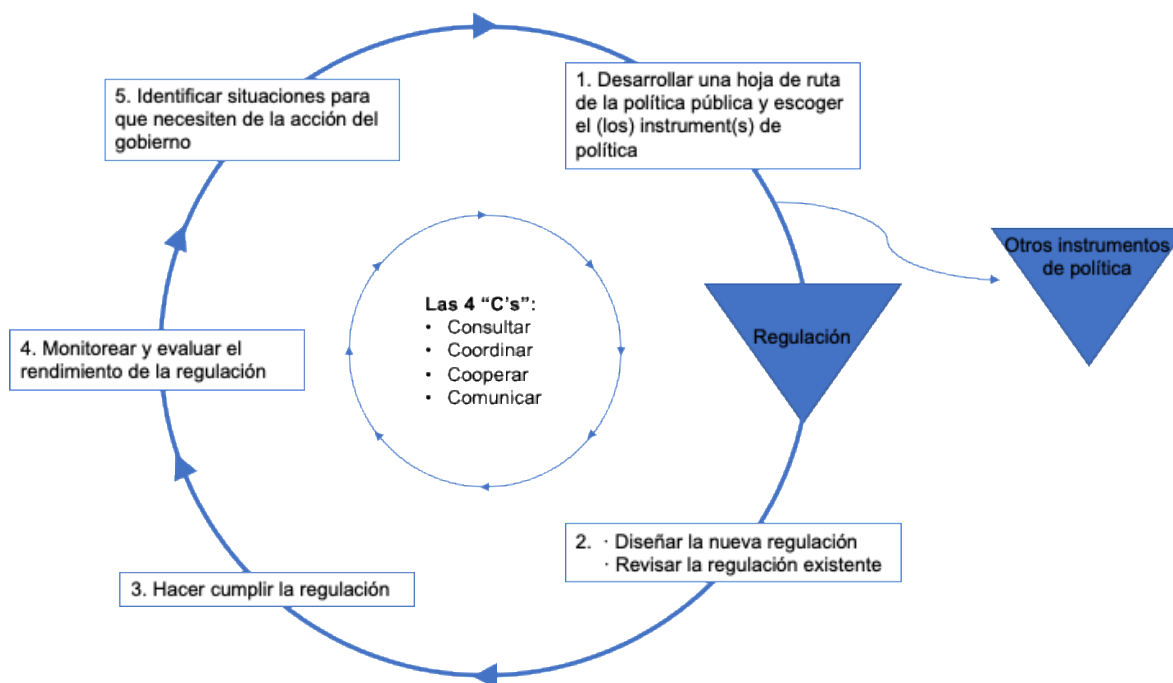 5. Identificar situaciones para
que necesiten de la acción del
gobierno
1. Desarrollar una hoja de ruta
de la política pública y escoger
el (los) instrument(s) de
política
Otros instrumentos
de política
Las 4 “C’s”:
• Consultar
• Coordinar
• Cooperar
• Comunicar
Regulación
4. Monitorear y evaluar el
rendimiento de la regulación
2. · Diseñar la nueva regulación
· Revisar la regulación existente
3. Hacer cumplir la regulación